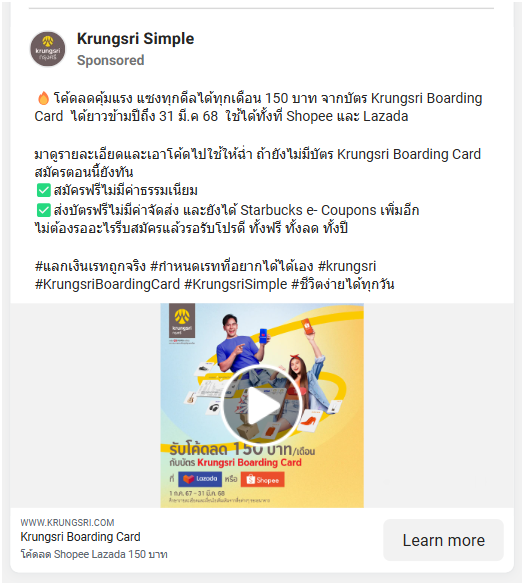 Krungsri Simple
Sponsored
krungsri
กรุงศรี
🔥 โค้ดลดคุ้มแรง แซงทุกดีลได้ทุกเดือน 150 บาท จากบัตร Krungsri Boarding
Card ได้ยาวข้ามปีถึง 31 มี.ค 68 ใช้ได้ทั้งที่ Shopee และ Lazada
มาดูรายละเอียดและเอาโค้ดไปใช้ให้ฉ่ำ ถ้ายังไม่มีบัตร Krungsri Boarding Card
สมัครตอนนี้ยังทัน
✅ สมัครฟรีไม่มีค่าธรรมเนียม
✅ ส่งบัตรฟรีไม่มีค่าจัดส่ง และยังได้ Starbucks e- Coupons เพิ่มอีก
ไม่ต้องรออะไรรีบสมัครแล้วรอรับโปรดี ทั้งฟรี ทั้งลด ทั้งปี
#แลกเงินเรทถูกจริง #กำหนดเรทที่อยากได้ได้เอง #krungsri
#KrungsriBoardingCard #KrungsriSimple #ชีวิตง่ายได้ทุกวัน
krungsri
กรุงศรี
รับโค้ดลด 150 บาท/เดือน
กับบัตร Krungsri Boarding Card
ที่ Lazada หรือ Shopee
1 ก.ค. 67 - 31 มี.ค. 68
WWW.KRUNGSRI.COM
Krungsri Boarding Card
โค้ดลด Shopee Lazada 150 บาท
Learn more